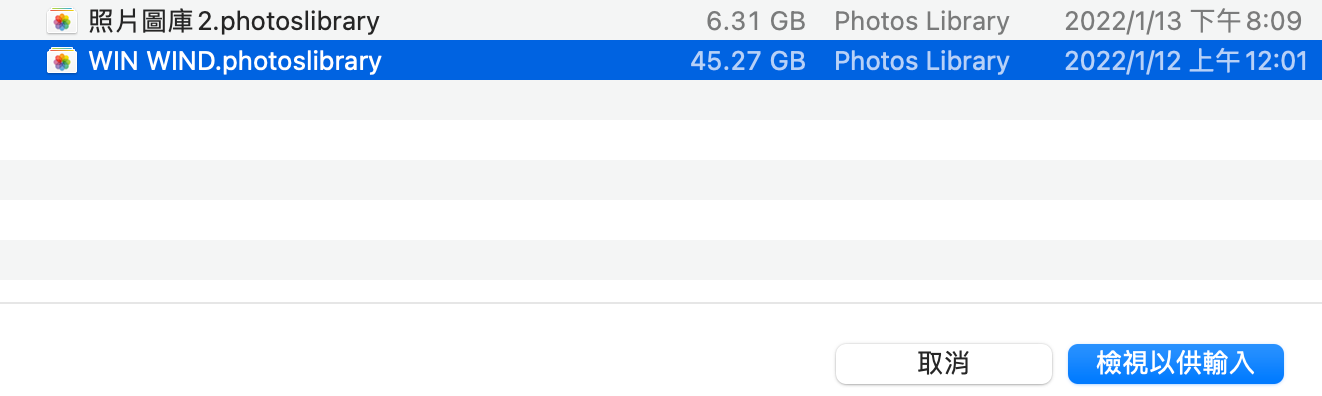 照片圖庫 2.photoslibrary 6.31 GB Photos Library 2022/1/13 下午 8:09
WIN WIND.photoslibrary 45.27 GB Photos Library 2022/1/12 上午 12:01
取消 檢視以供輸入